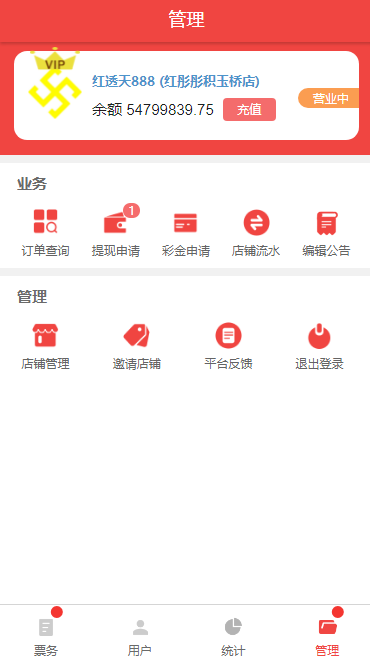 管理
VIP
红透天888 (红彤彤积玉桥店)
余额 54799839.75 充值
营业中
业务
1
订单查询 提现申请 彩金申请 店铺流水 编辑公告
管理
店铺管理 邀请店铺 平台反馈 退出登录
票务 用户 统计 管理